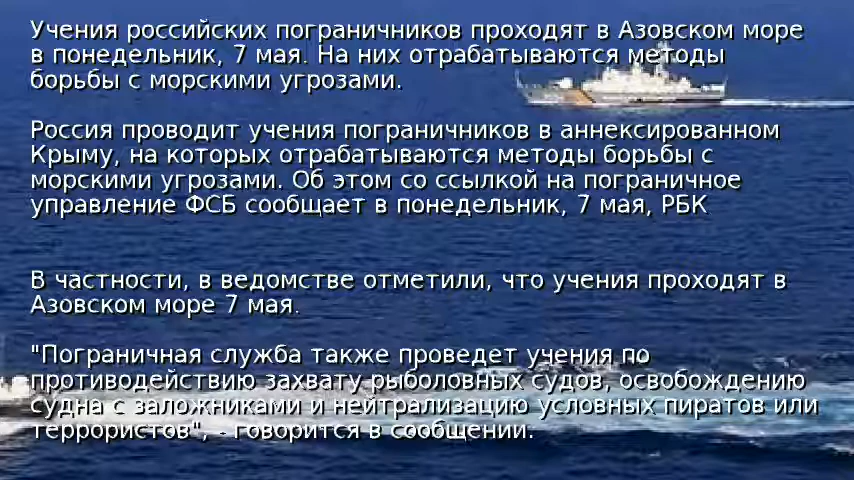 Учения российских пограничников проходят в Азовском море
в понедельник, 7 мая. На них отрабатываются методы
борьбы с морскими угрозами.
Россия проводит учения пограничников в аннексированном
Крыму, на которых отрабатываются методы борьбы с
морскими угрозами. Об этом со ссылкой на пограничное
управление ФСБ сообщает в понедельник, 7 мая, РБК
В частности, в ведомстве отметили, что учения проходят в
Азовском море 7 мая.
"Пограничная служба также проведет учения по
противодействию захвату рыболовных судов, освобождению
судна с заложниками и нейтрализацию условных пиратов или
террористов", - говорится в сообщении.